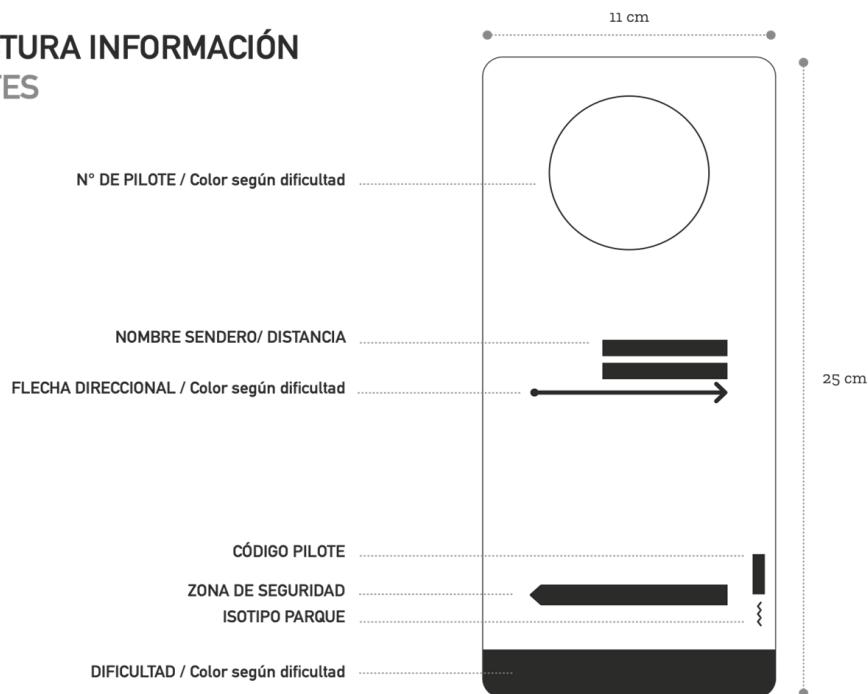 11 cm
TURA INFORMACIÓN
TES
N° DE PILOTE / Color según dificultad
NOMBRE SENDERO/ DISTANCIA
25 cm
FLECHA DIRECCIONAL / Color según dificultad
CÓDIGO PILOTE
ZONA DE SEGURIDAD
ISOTIPO PARQUE
DIFICULTAD / Color según dificultad